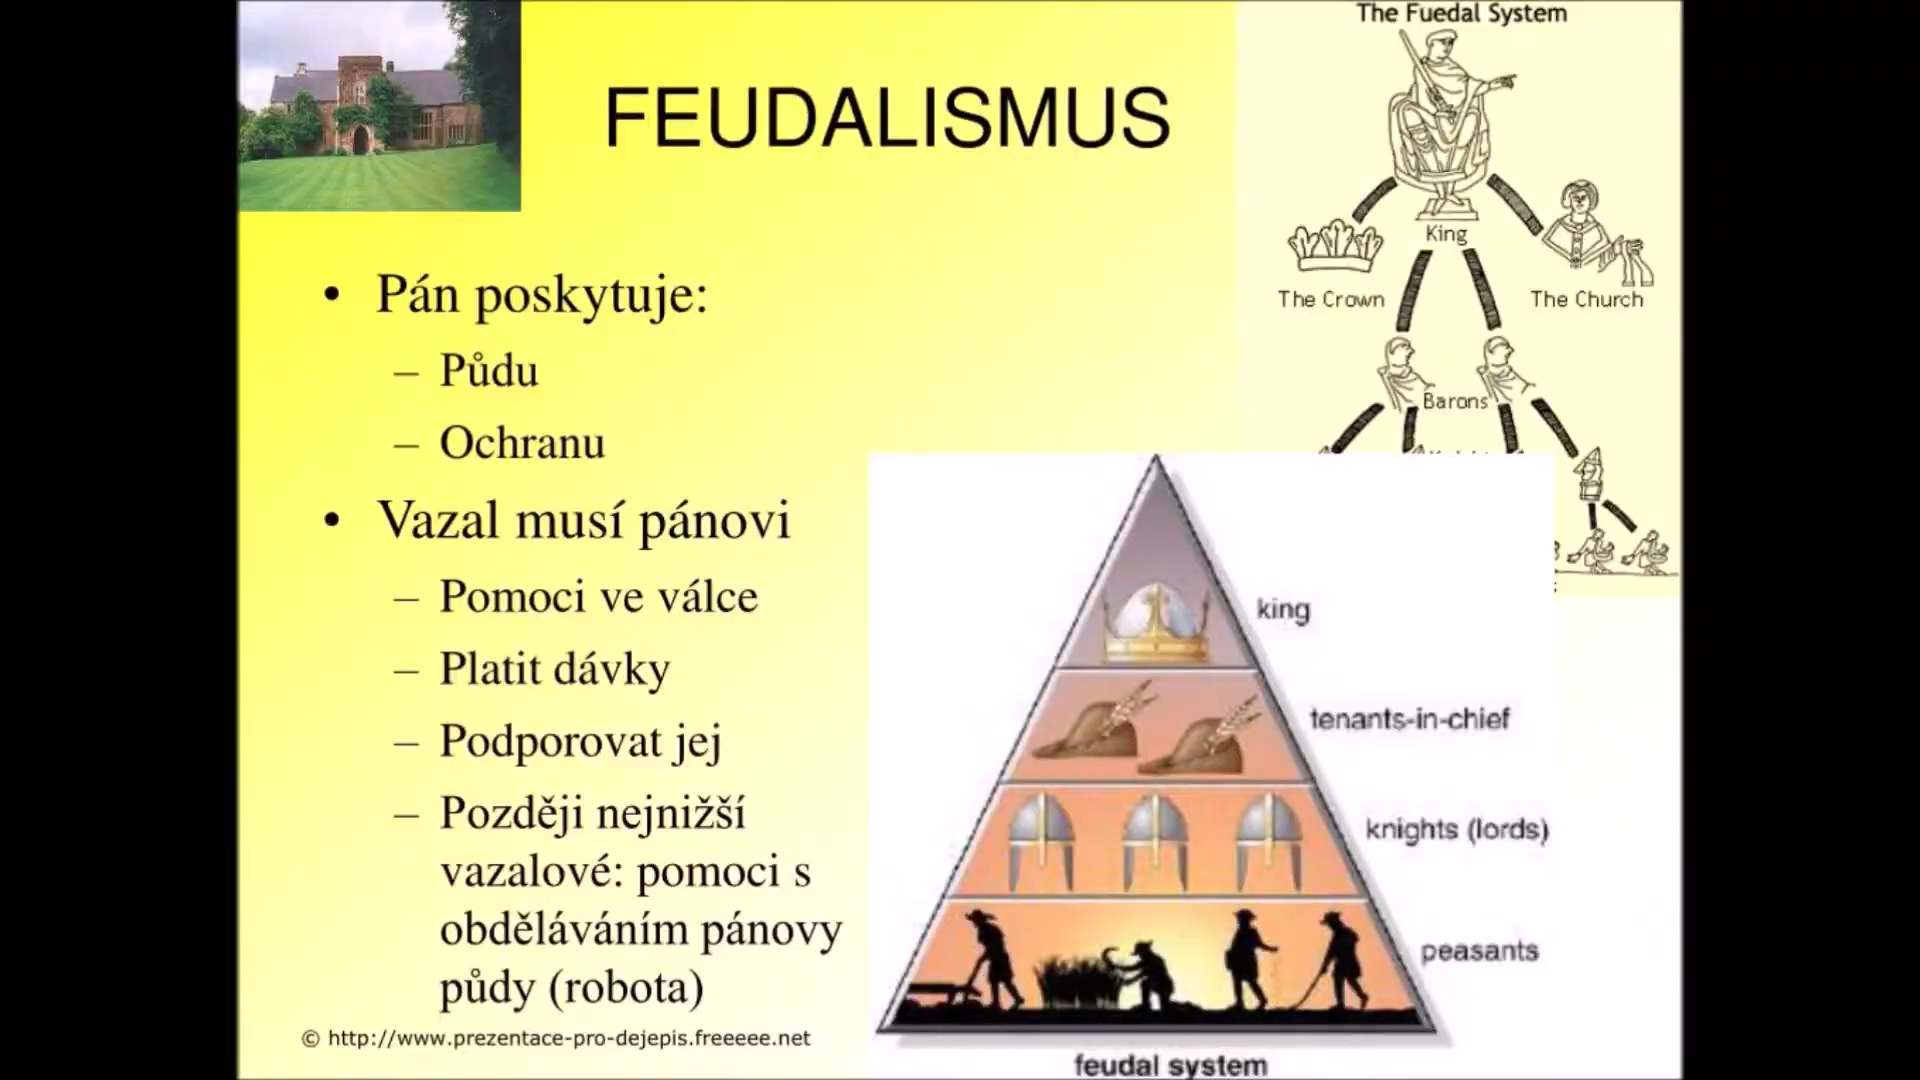 The Fuedal System
FEUDALISMUS
King
The Crown
The Church
Barons
• Pán poskytuje:
– Půdu
– Ochranu
• Vazal musí pánovi
– Pomoci ve válce
– Platit dávky
– Podporovat jej
– Později nejnižší
vazalové: pomoci s
obděláváním pánovy
půdy (robota)
king
tenants-in-chief
knights (lords)
peasants
feudal system
© http://www.prezentace-pro-dejepis.freeeee.net